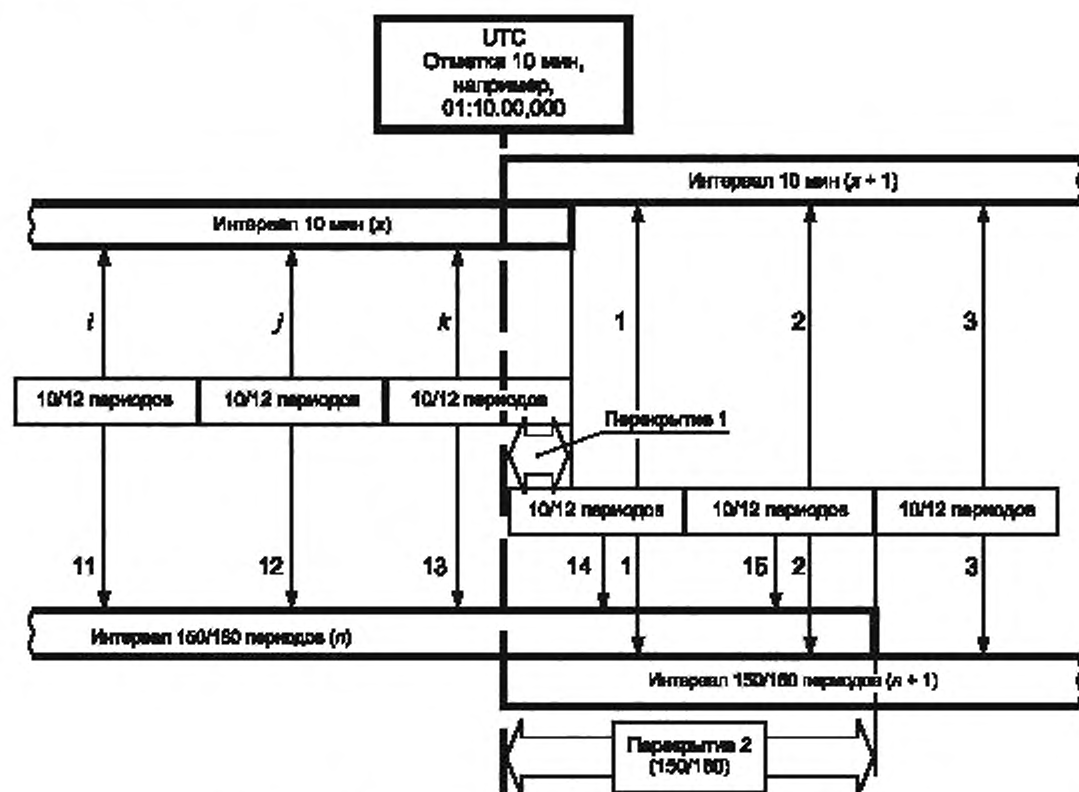 UTC
Отметка 10 мин,
например,
01:10.00,000
Интервал 10 мин (x + 1)
Интервал 10 мин (x)
i
j
k
1
2
3
10/12 периодов
10/12 периодов
10/12 периодов
Перекрытие 1
10/12 периодов
10/12 периодов
10/12 периодов
11
12
13
14
1
15
2
3
Интервал 150/180 периодов (n)
Интервал 150/180 периодов (n + 1)
Перекрытие 2
(150/180)